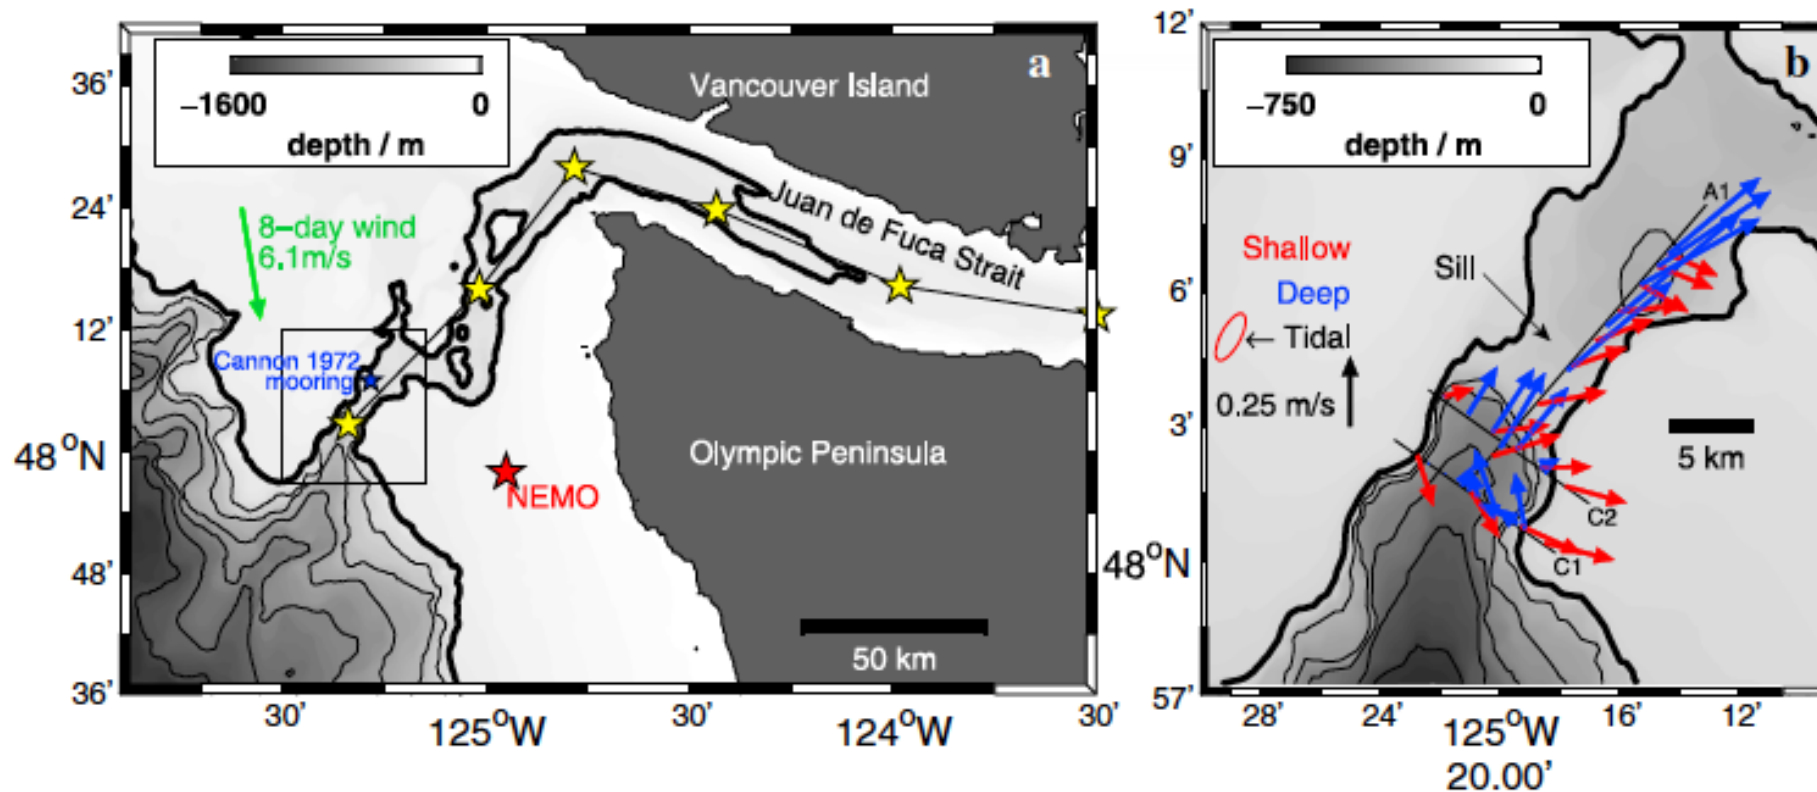 a
Vancouver Island
−1600 0
depth / m
8−day wind
6.1m/s
Juan de Fuca Strait
Cannon 1972
mooring
NEMO
Olympic Peninsula
50 km
36’
24’
12’
48°N
48’
36’
30’
125°W
30’
124°W
30’
b
−750 0
depth / m
Shallow
Deep
← Tidal
0.25 m/s
Sill
A1
C2
C1
5 km
12’
9’
6’
3’
48°N
57’
28’
24’
125°W
20.00’
16’
12’